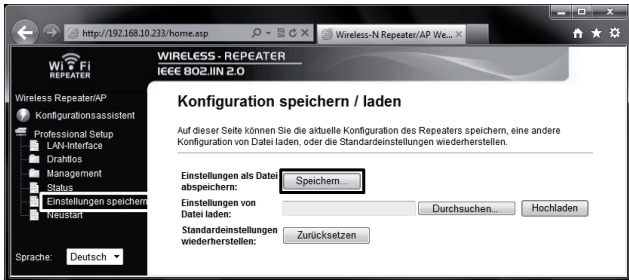 http://192.168.10.233/home.asp
Wireless-N Repeater/AP We...
Wi Fi
REPEATER
WIRELESS - REPEATER
IEEE 802.11N 2.0
Wireless Repeater/AP
Konfigurationsassistent
Professional Setup
LAN-Interface
Drahtlos
Management
Status
Einstellungen speichern
Neustart
Sprache: Deutsch
Konfiguration speichern / laden
Auf dieser Seite können Sie die aktuelle Konfiguration des Repeaters speichern, eine andere
Konfiguration von Datei laden, oder die Standardeinstellungen wiederherstellen.
Einstellungen als Datei
abspeichern:
Speichern...
Einstellungen von
Datei laden:
Durchsuchen... Hochladen
Standardeinstellungen
wiederherstellen:
Zurücksetzen